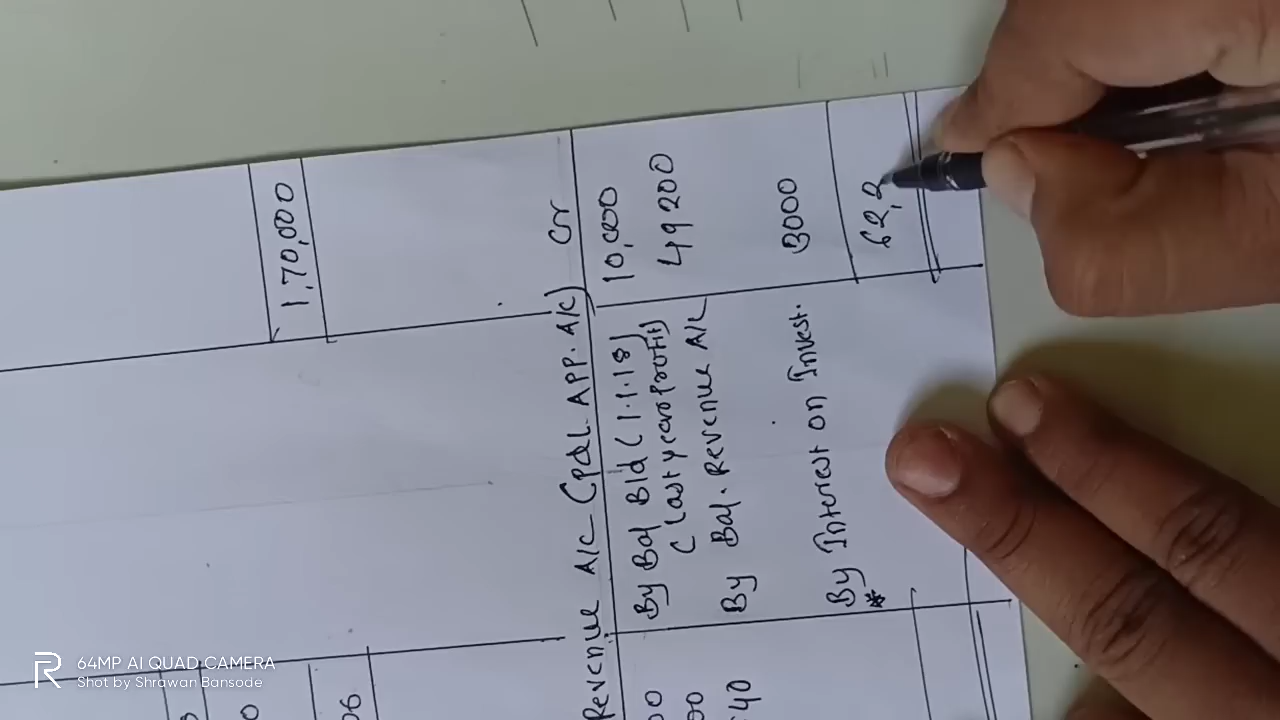 1,70,000
Revenue A/C (P&L. APP. A/C) Cr
By Bal B/d (1.1.18) 10,000
(Last year profit) 49200
By Bal. Revenue A/C
By Interest on Invest. 3000
*
62,2
00
00
40
0
06
64MP AI QUAD CAMERA
Shot by Shrawan Bansode